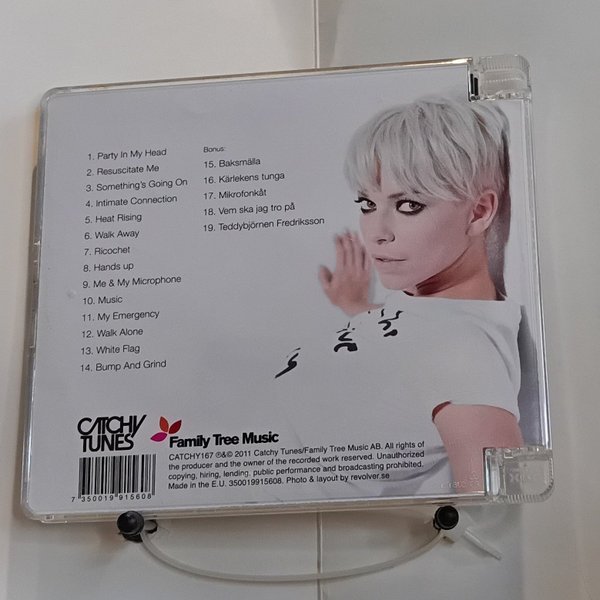 1. Party In My Head
2. Resuscitate Me
3. Something's Going On
4. Intimate Connection
5. Heat Rising
6. Walk Away
7. Ricochet
8. Hands up
9. Me & My Microphone
10. Music
11. My Emergency
12. Walk Alone
13. White Flag
14. Bump And Grind
Bonus:
15. Baksmälla
16. Kärlekens tunga
17. Mikrofonkåt
18. Vem ska jag tro på
19. Teddybjörnen Fredriksson
CATCHY
TUNES
Family Tree Music
CATCHY167 ℗&© 2011 Catchy Tunes/Family Tree Music AB. All rights of
the producer and the owner of the recorded work reserved. Unauthorized
copying, hiring, lending, public performance and broadcasting prohibited.
Made in the E.U. 350019915608. Photo & layout by revolver.se
7 350019 915608